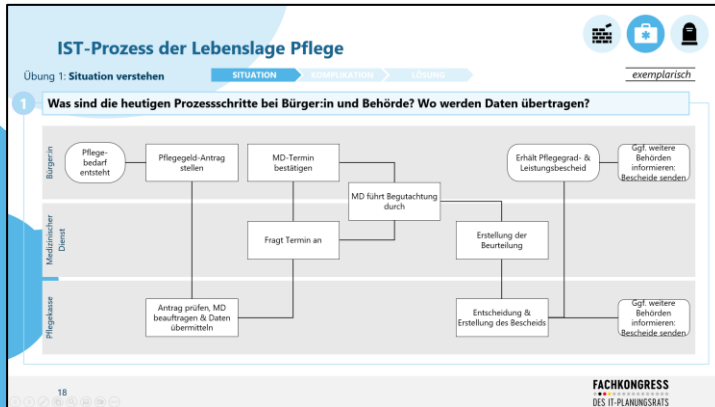 IST-Prozess der Lebenslage Pflege
Übung 1: Situation verstehen
SITUATION
KOMPLIKATION
LÖSUNG
exemplarisch
1
Was sind die heutigen Prozessschritte bei Bürger:in und Behörde? Wo werden Daten übertragen?
Bürger:in
Pflege-
bedarf
entsteht
Pflegegeld-Antrag
stellen
MD-Termin
bestätigen
MD führt Begutachtung
durch
Erhält Pflegegrad- &
Leistungsbescheid
Ggf. weitere
Behörden
informieren:
Bescheide senden
Medizinischer
Dienst
Fragt Termin an
Erstellung der
Beurteilung
Pflegekasse
Antrag prüfen, MD
beauftragen & Daten
übermitteln
Entscheidung &
Erstellung des Bescheids
Ggf. weitere
Behörden
informieren:
Bescheide senden
18
FACHKONGRESS
DES IT-PLANUNGSRATS